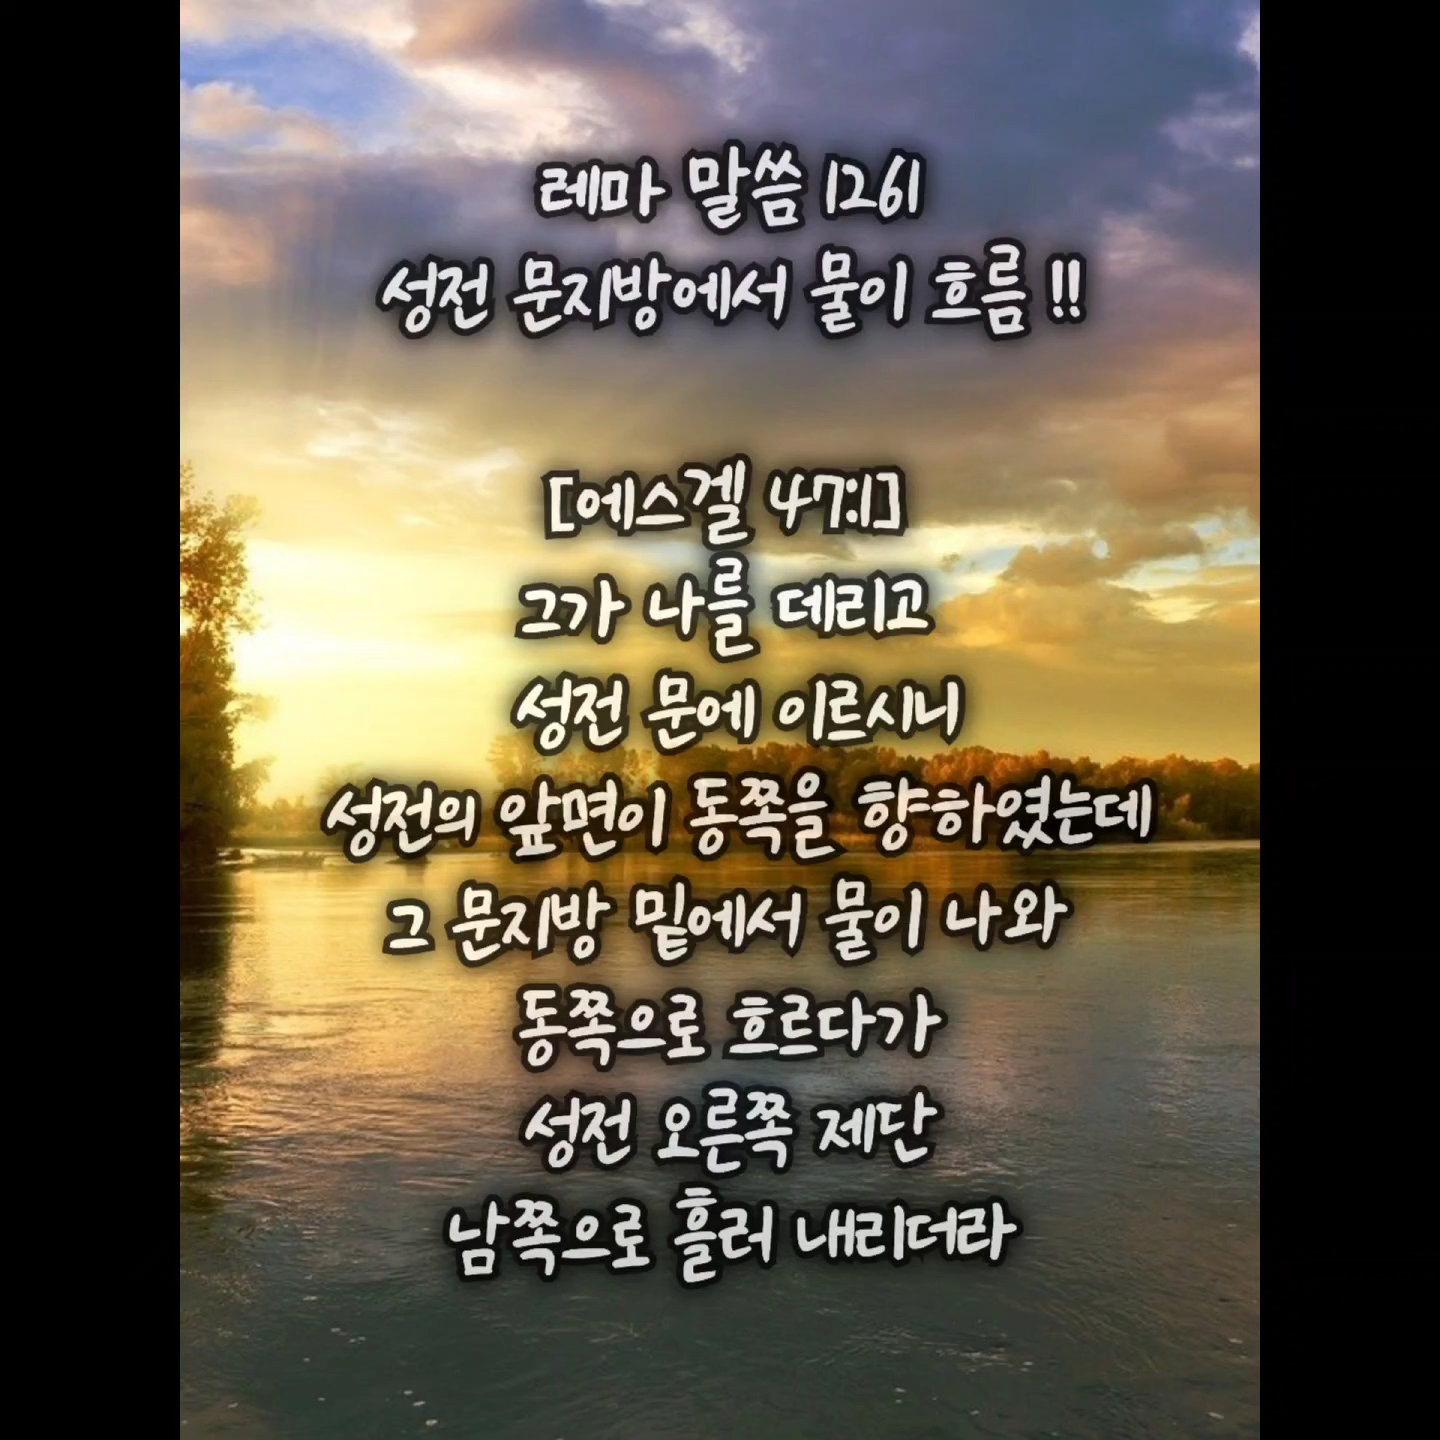 레마 말씀 1261
성전 문지방에서 물이 흐름 !!
[에스겔 47:1]
그가 나를 데리고
성전 문에 이르시니
성전의 앞면이 동쪽을 향하였는데
그 문지방 밑에서 물이 나와
동쪽으로 흐르다가
성전 오른쪽 제단
남쪽으로 흘러 내리더라